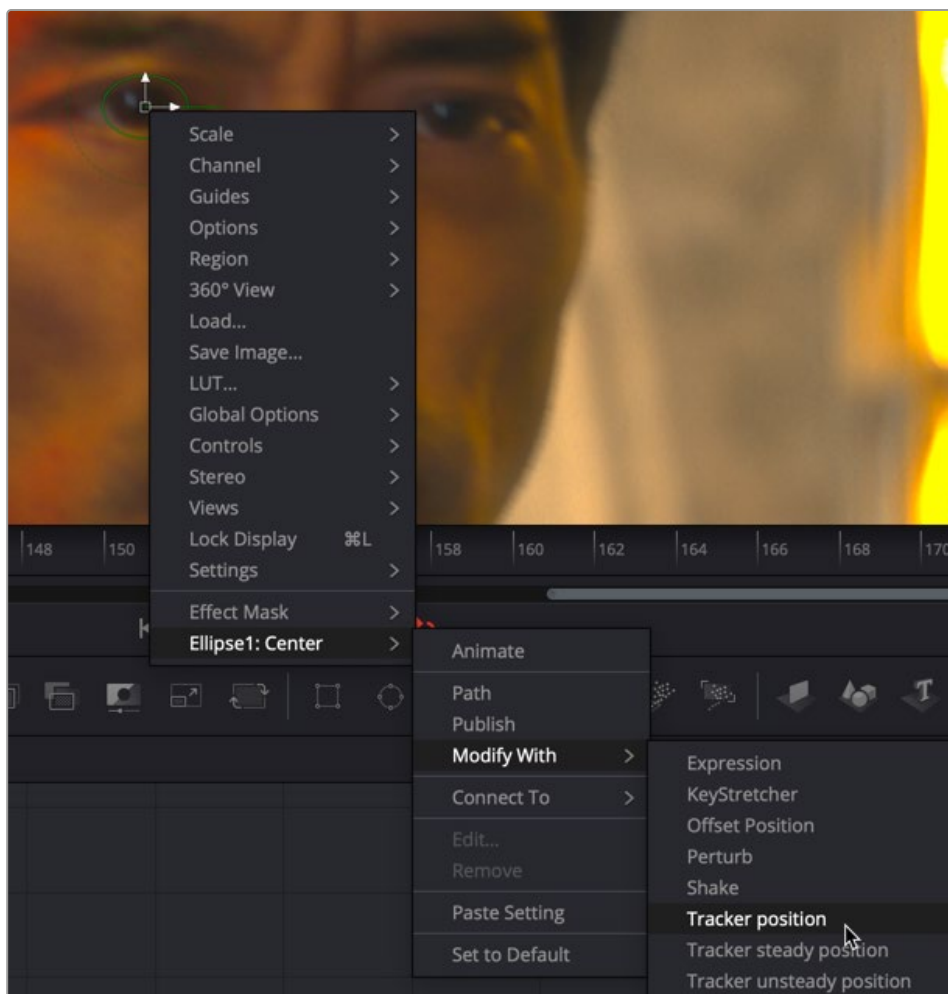 Scale
Channel
Guides
Options
Region
360° View
Load...
Save Image...
LUT...
Global Options
Controls
Stereo
Views
Lock Display ⌘L
Settings
Effect Mask
Ellipse1: Center
148 150 158 160 162 164 166 168 170
Animate
Path
Publish
Modify With
Connect To
Edit...
Remove
Paste Setting
Set to Default
Expression
KeyStretcher
Offset Position
Perturb
Shake
Tracker position
Tracker steady position
Tracker unsteady position
T